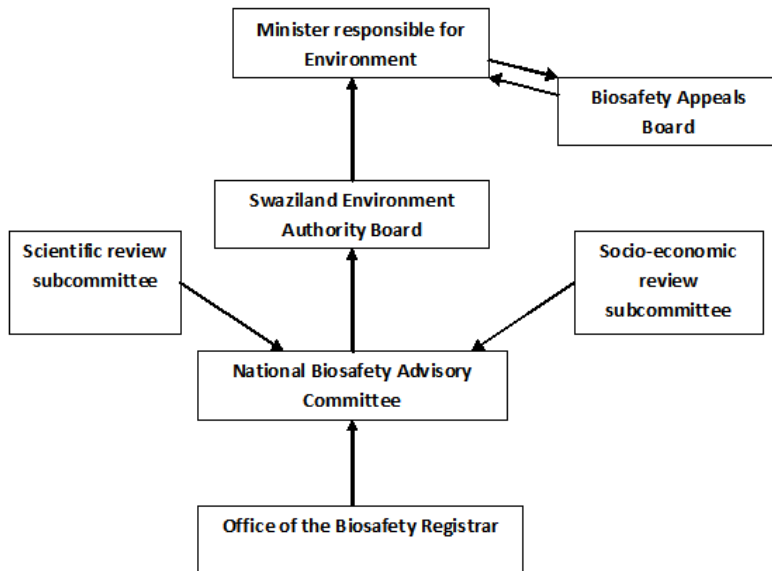 Minister responsible for
Environment
Biosafety Appeals
Board
Swaziland Environment
Authority Board
Scientific review
subcommittee
Socio-economic
review
subcommittee
National Biosafety Advisory
Committee
Office of the Biosafety Registrar